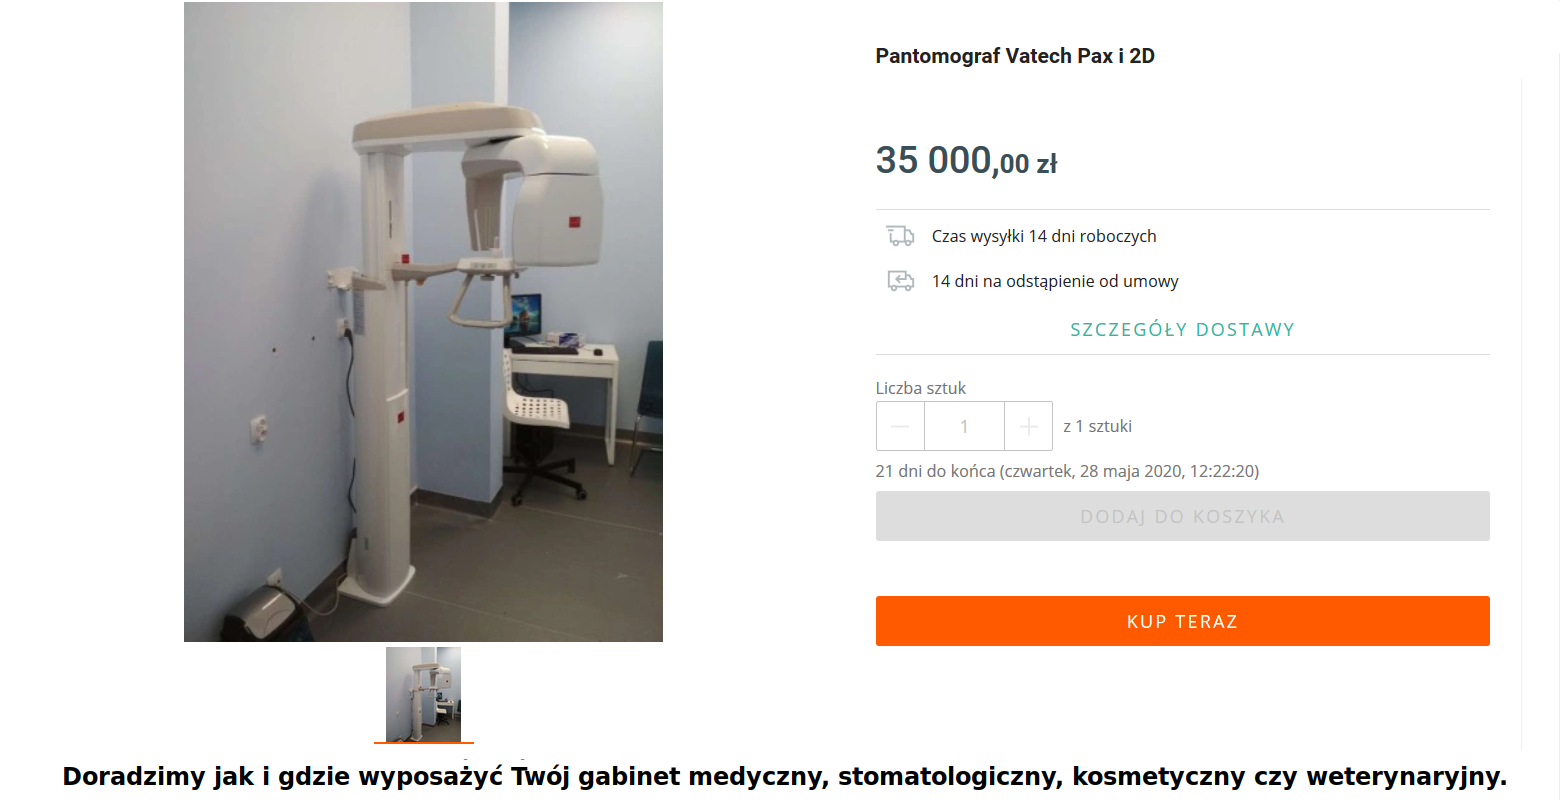 Pantomograf Vatech Pax i 2D
35 000,00 zł
Czas wysyłki 14 dni roboczych
14 dni na odstąpienie od umowy
SZCZEGÓŁY DOSTAWY
Liczba sztuk
1
z 1 sztuki
21 dni do końca (czwartek, 28 maja 2020, 12:22:20)
DODAJ DO KOSZYKA
KUP TERAZ
Doradzimy jak i gdzie wyposażyć Twój gabinet medyczny, stomatologiczny, kosmetyczny czy weterynaryjny.